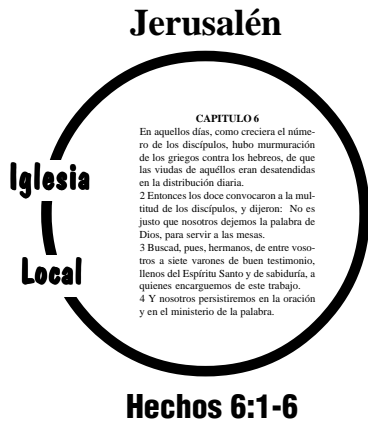 Jerusalén
CAPITULO 6
En aquellos días, como creciera el núme-
ro de los discípulos, hubo murmuración
de los griegos contra los hebreos, de que
las viudas de aquéllos eran desatendidas
en la distribución diaria.
2 Entonces los doce convocaron a la mul-
titud de los discípulos, y dijeron: No es
justo que nosotros dejemos la palabra de
Dios, para servir a las mesas.
3 Buscad, pues, hermanos, de entre voso-
tros a siete varones de buen testimonio,
llenos del Espíritu Santo y de sabiduría, a
quienes encarguemos de este trabajo.
4 Y nosotros persistiremos en la oración
y en el ministerio de la palabra.
Iglesia
Local
Hechos 6:1-6